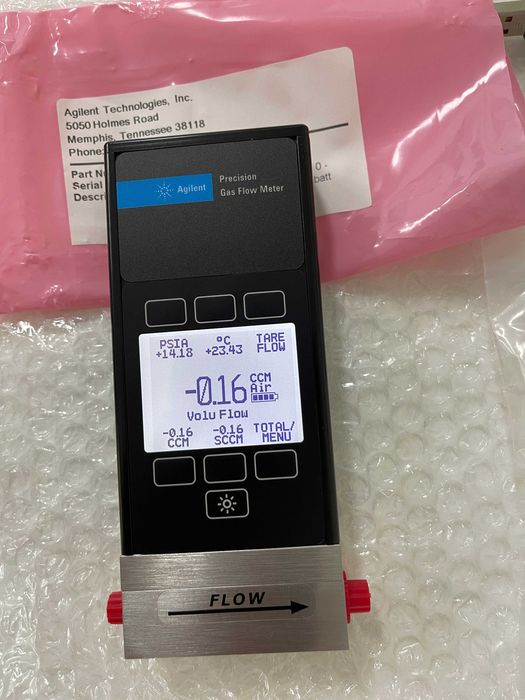 Agilent Technologies, Inc.
5050 Holmes Road
Memphis, Tennessee 38118
Phone:
Part
Serial
0 -
batt
Agilent
Precision
Gas Flow Meter
PSIA °C TARE
+14.18 +23.43 FLOW
-0.16 CCM
Air
Volu Flow
-0.16 -0.16 TOTAL/
CCM SCCM MENU
FLOW